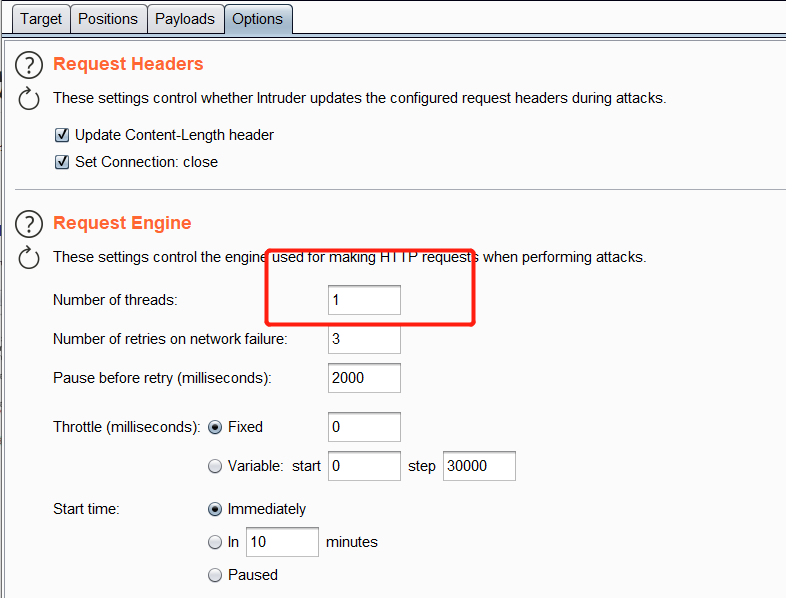 Target Positions Payloads Options
Request Headers
These settings control whether Intruder updates the configured request headers during attacks.
Update Content-Length header
Set Connection: close
Request Engine
These settings control the engine used for making HTTP requests when performing attacks.
Number of threads: 1
Number of retries on network failure: 3
Pause before retry (milliseconds): 2000
Throttle (milliseconds): Fixed 0
Variable: start 0 step 30000
Start time: Immediately
In 10 minutes
Paused